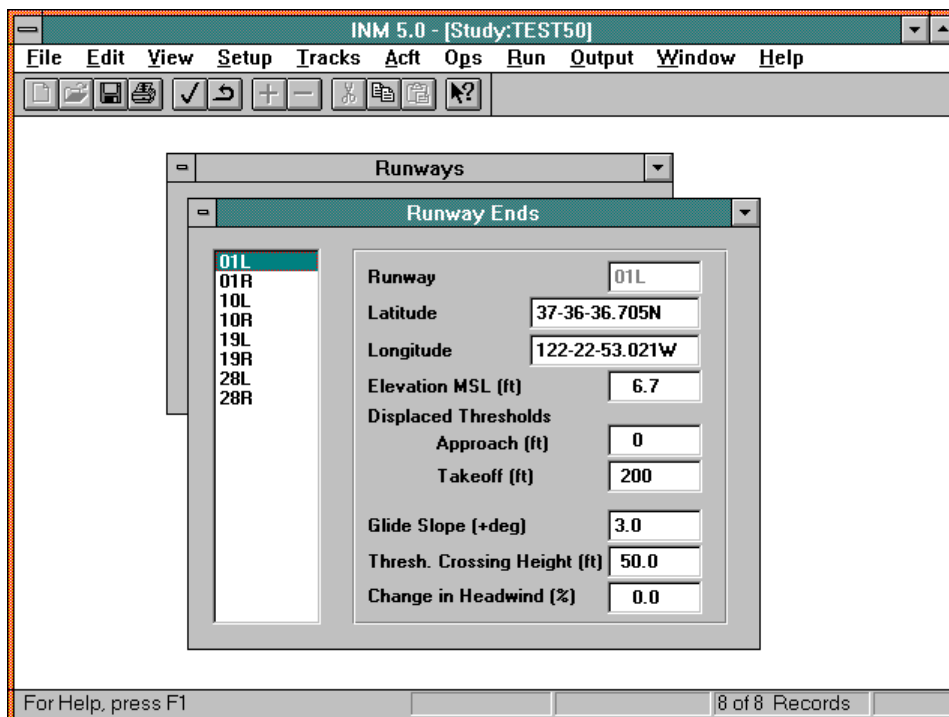 INM 5.0 - [Study:TEST50]
File Edit View Setup Tracks Acft Ops Run Output Window Help
Runways
Runway Ends
01L
01R
10L
10R
19L
19R
28L
28R
Runway 01L
Latitude 37-36-36.705N
Longitude 122-22-53.021W
Elevation MSL (ft) 6.7
Displaced Thresholds
Approach (ft) 0
Takeoff (ft) 200
Glide Slope (+deg) 3.0
Thresh. Crossing Height (ft) 50.0
Change in Headwind (%) 0.0
For Help, press F1 8 of 8 Records